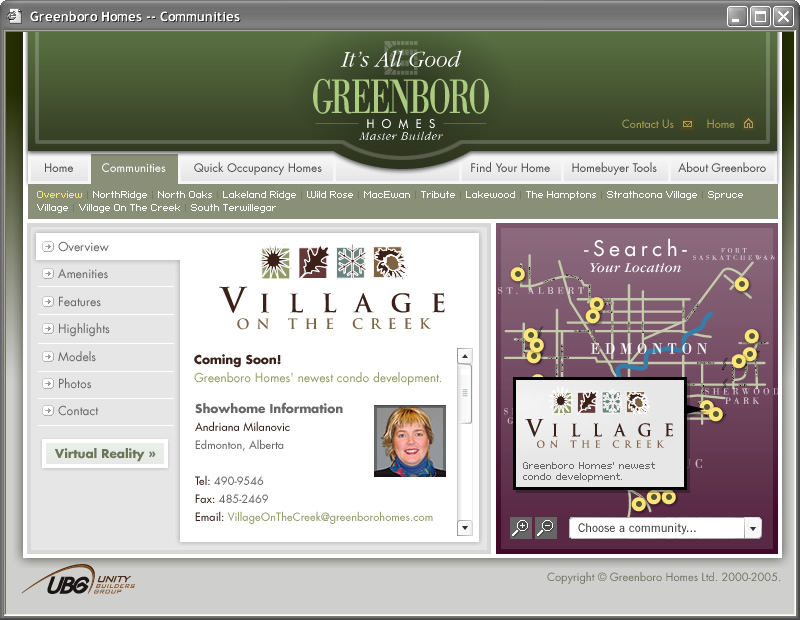 Greenboro Homes -- Communities
It's All Good
GREENBORO
HOMES
Master Builder
Contact Us
Home
Home
Communities
Quick Occupancy Homes
Find Your Home
Homebuyer Tools
About Greenboro
Overview | NorthRidge | North Oaks | Lakeland Ridge | Wild Rose | MacEwan | Tribute | Lakewood | The Hamptons | Strathcona Village | Spruce
Village | Village On The Creek | South Terwillegar
Overview
Amenities
Features
Highlights
Models
Photos
Contact
Virtual Reality »
VILLAGE
ON THE CREEK
Coming Soon!
Greenboro Homes' newest condo development.
Showhome Information
Andriana Milanovic
Edmonton, Alberta
Tel: 490-9546
Fax: 485-2469
Email: VillageOnTheCreek@greenborohomes.com
-Search-
Your Location
FORT
SASKATCHEWAN
ST. ALBERT
EDMONTON
SHERWOOD
PARK
VILLAGE
ON THE CREEK
Greenboro Homes' newest
condo development.
Choose a community...
UBG UNITY
BUILDERS
GROUP
Copyright © Greenboro Homes Ltd. 2000-2005.